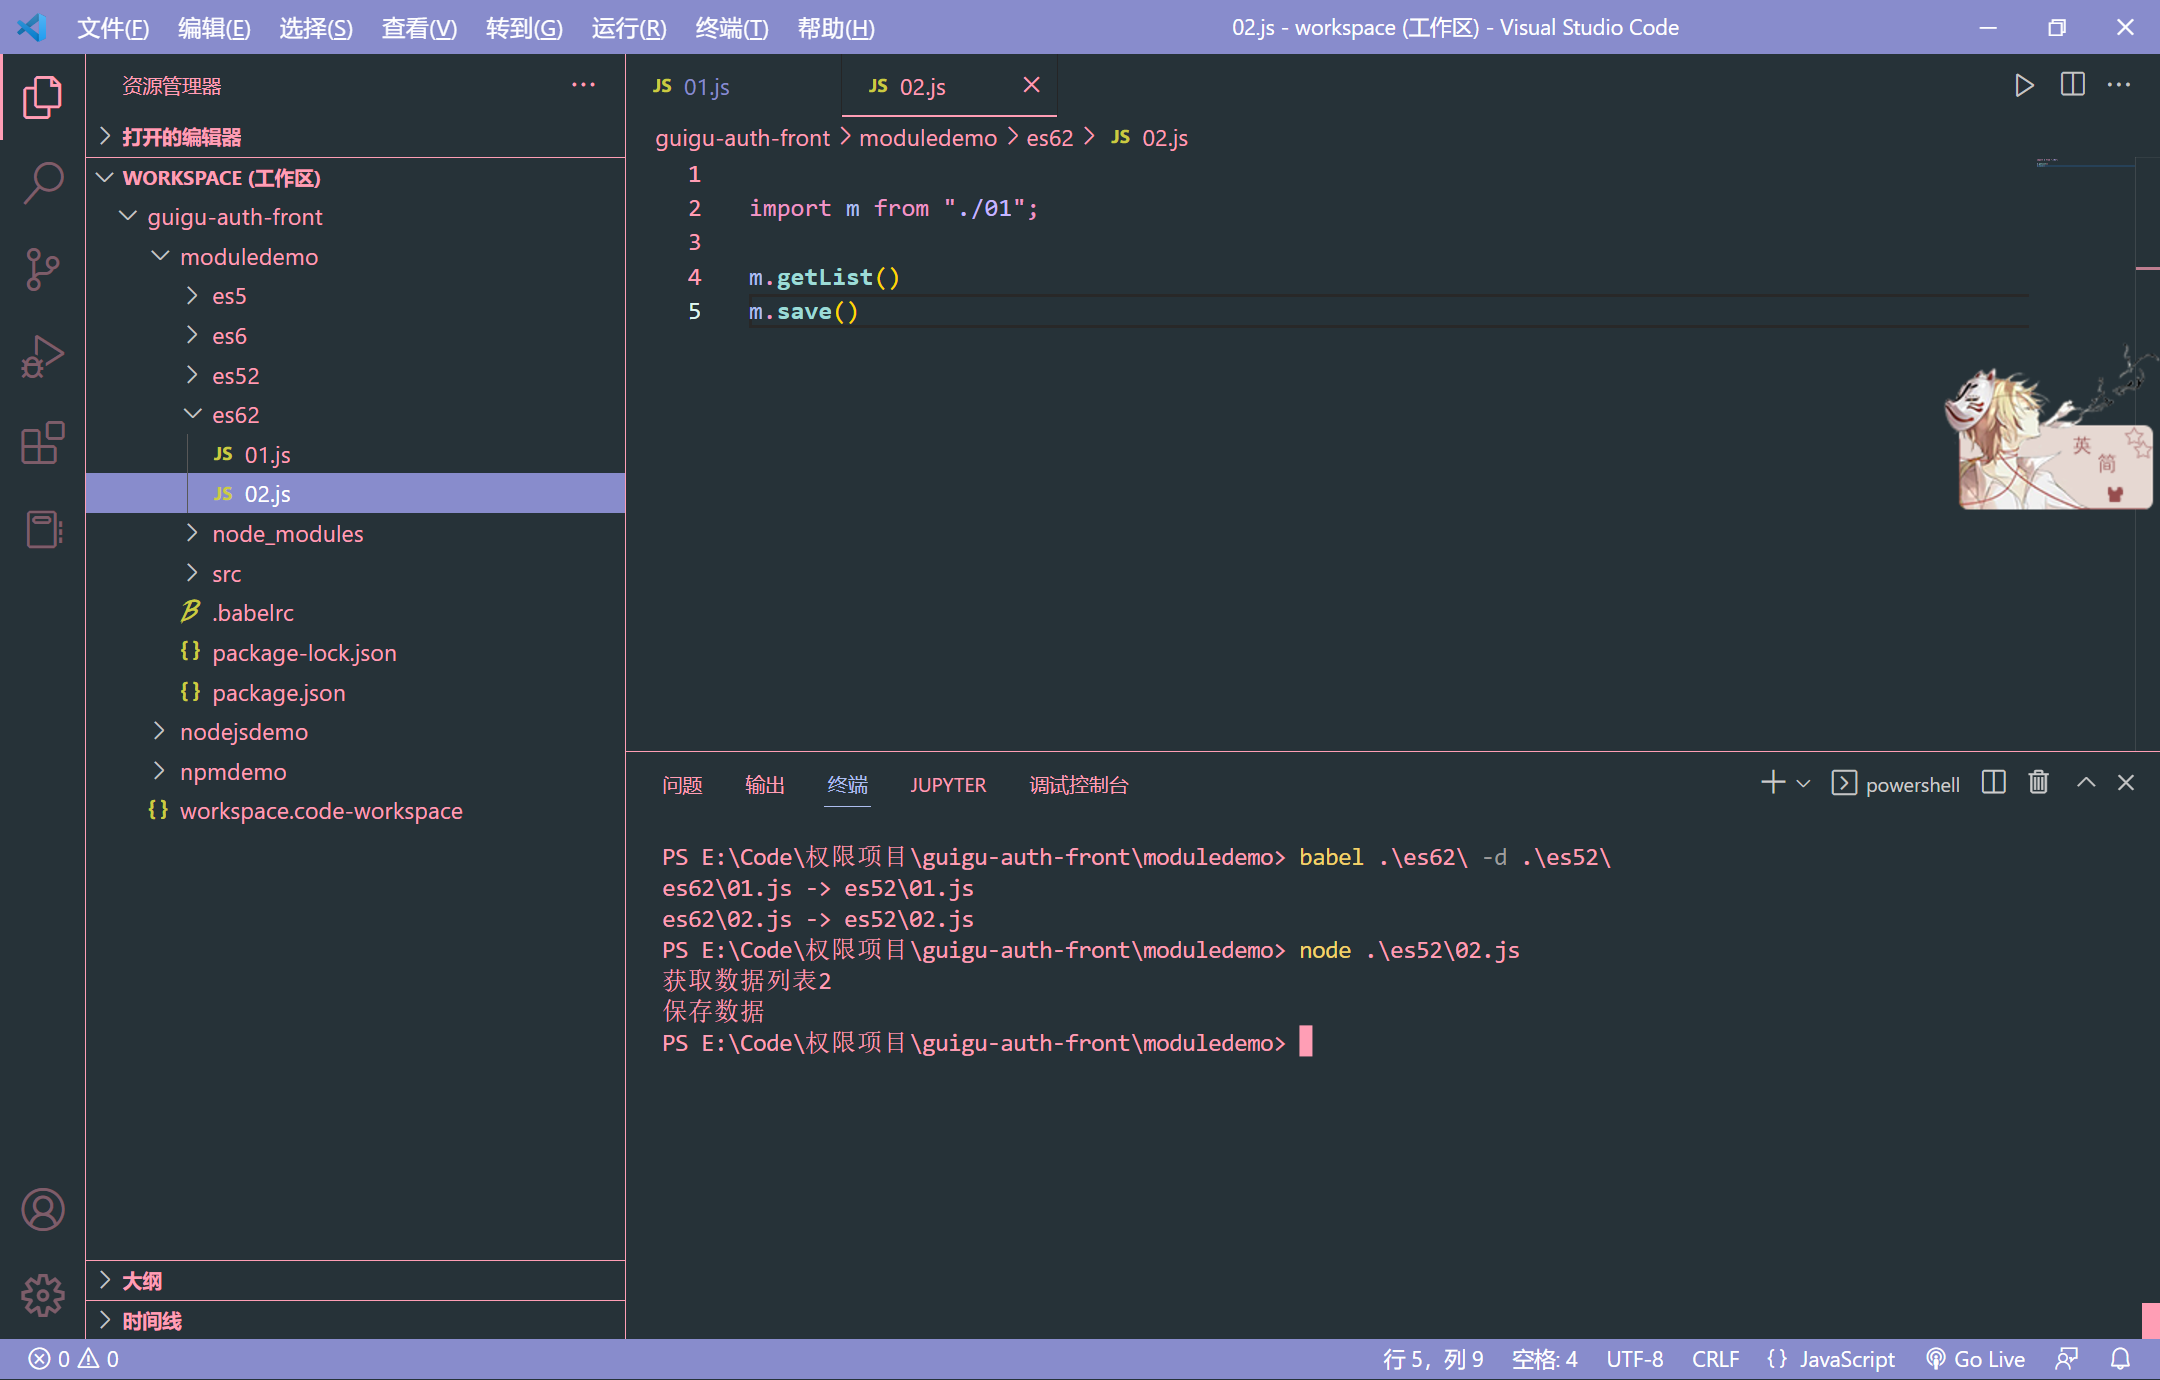 文件(F) 编辑(E) 选择(S) 查看(V) 转到(G) 运行(R) 终端(T) 帮助(H) 02.js - workspace (工作区) - Visual Studio Code
资源管理器
打开的编辑器
WORKSPACE (工作区)
guigu-auth-front
moduledemo
es5
es6
es52
es62
JS 01.js
JS 02.js
node_modules
src
.babelrc
{} package-lock.json
{} package.json
nodejsdemo
npmdemo
{} workspace.code-workspace
大纲
时间线
JS 01.js JS 02.js
guigu-auth-front > moduledemo > es62 > JS 02.js
1
2 import m from "./01";
3
4 m.getList()
5 m.save()
英
简
问题 输出 终端 JUPYTER 调试控制台 powershell
PS E:\Code\权限项目\guigu-auth-front\moduledemo> babel .\es62\ -d .\es52\
es62\01.js -> es52\01.js
es62\02.js -> es52\02.js
PS E:\Code\权限项目\guigu-auth-front\moduledemo> node .\es52\02.js
获取数据列表2
保存数据
PS E:\Code\权限项目\guigu-auth-front\moduledemo>
0 0 行 5，列 9 空格: 4 UTF-8 CRLF {} JavaScript Go Live